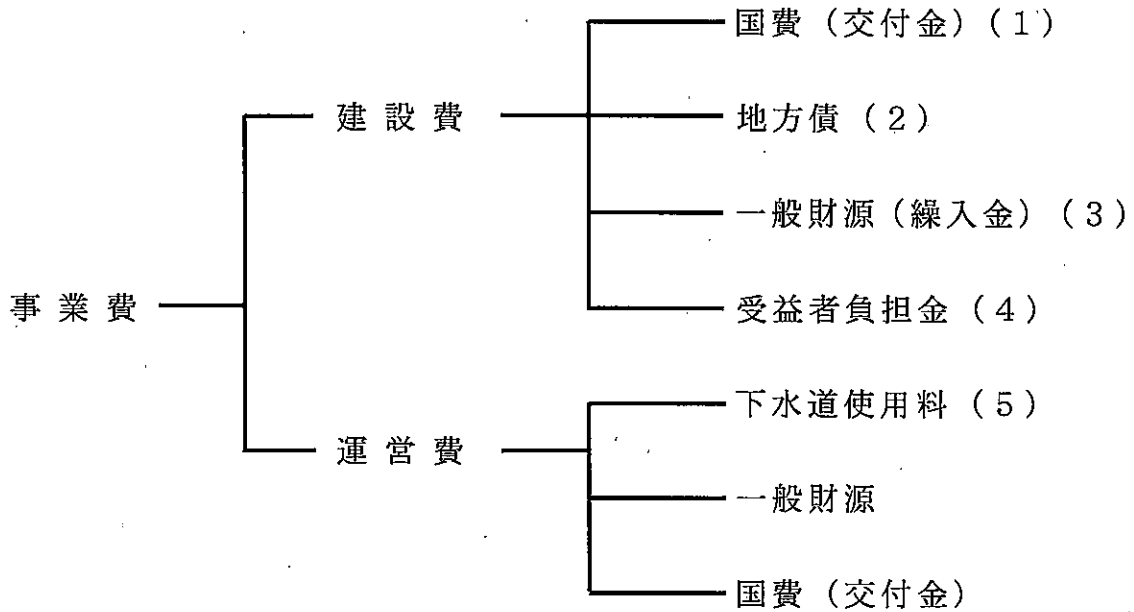 国費（交付金）（１）
建設費
地方債（２）
一般財源（繰入金）（３）
事業費
受益者負担金（４）
下水道使用料（５）
運営費
一般財源
国費（交付金）